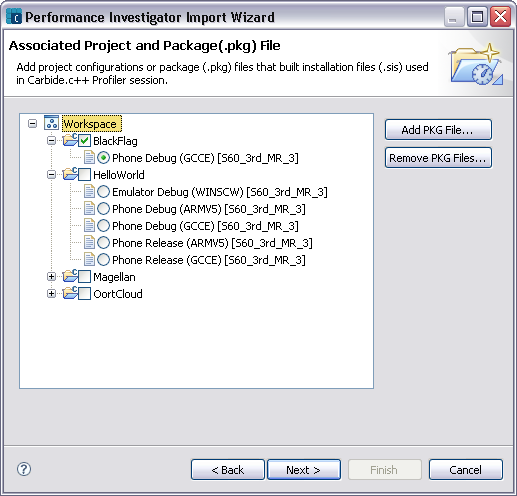 Performance Investigator Import Wizard
Associated Project and Package(.pkg) File
Add project configurations or package (.pkg) files that built installation files (.sis) used
in Carbide.c++ Profiler session.
Workspace
BlackFlag
Phone Debug (GCCE) [S60_3rd_MR_3]
HelloWorld
Emulator Debug (WINSCW) [S60_3rd_MR_3]
Phone Debug (ARMV5) [S60_3rd_MR_3]
Phone Debug (GCCE) [S60_3rd_MR_3]
Phone Release (ARMV5) [S60_3rd_MR_3]
Phone Release (GCCE) [S60_3rd_MR_3]
Magellan
OortCloud
Add PKG File...
Remove PKG Files...
< Back
Next >
Finish
Cancel